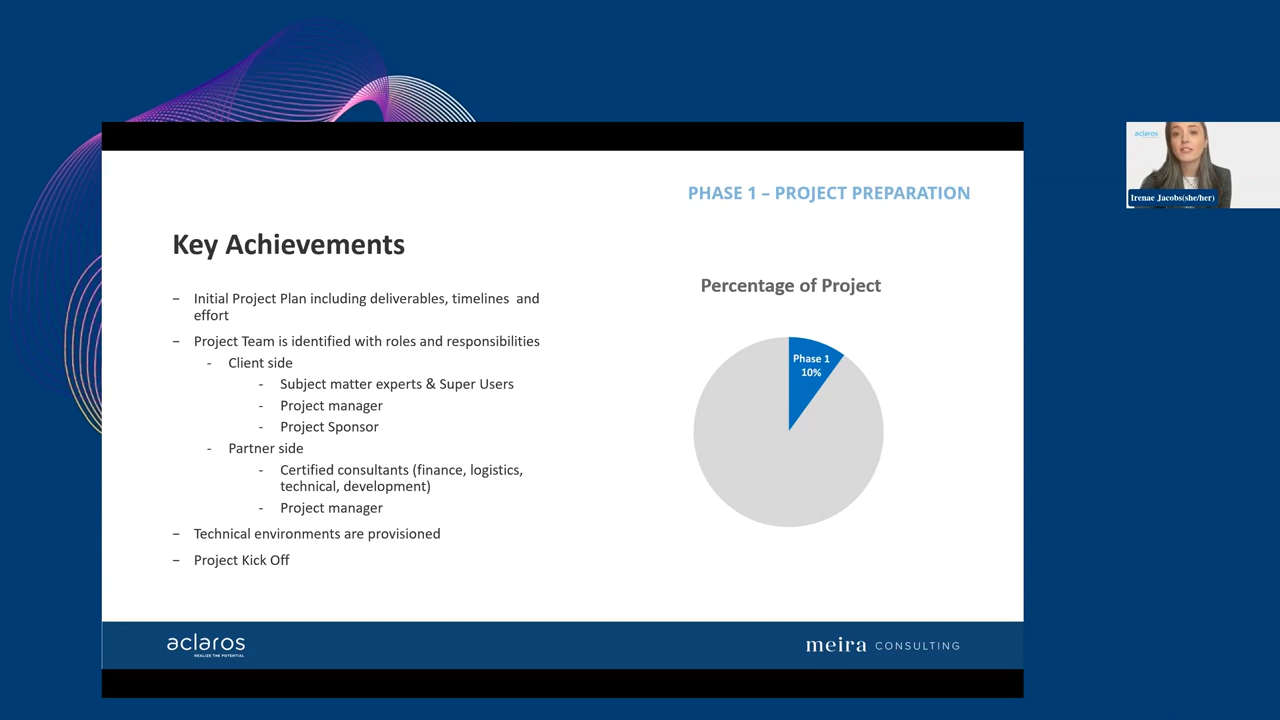 PHASE 1 – PROJECT PREPARATION
Key Achievements
– Initial Project Plan including deliverables, timelines and
effort
– Project Team is identified with roles and responsibilities
- Client side
- Subject matter experts & Super Users
- Project manager
- Project Sponsor
- Partner side
- Certified consultants (finance, logistics,
technical, development)
- Project manager
– Technical environments are provisioned
– Project Kick Off
Percentage of Project
Phase 1
10%
aclaros
REALIZE THE POTENTIAL
meira CONSULTING
aclaros
Irenae Jacobs(she/her)